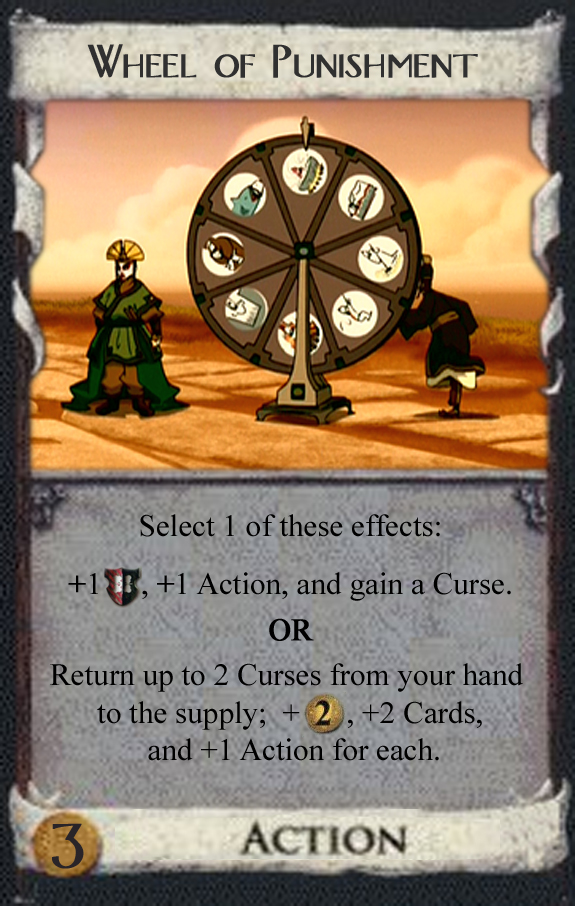 Wheel of Punishment
Select 1 of these effects:
+1 , +1 Action, and gain a Curse.
OR
Return up to 2 Curses from your hand
to the supply; + 2 , +2 Cards,
and +1 Action for each.
3 Action